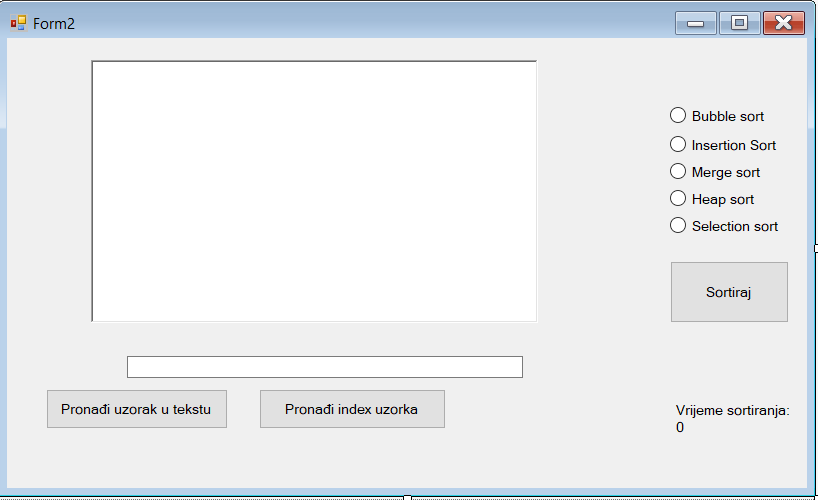 Form2
Bubble sort
Insertion Sort
Merge sort
Heap sort
Selection sort
Sortiraj
Pronađi uzorak u tekstu
Pronađi index uzorka
Vrijeme sortiranja:
0